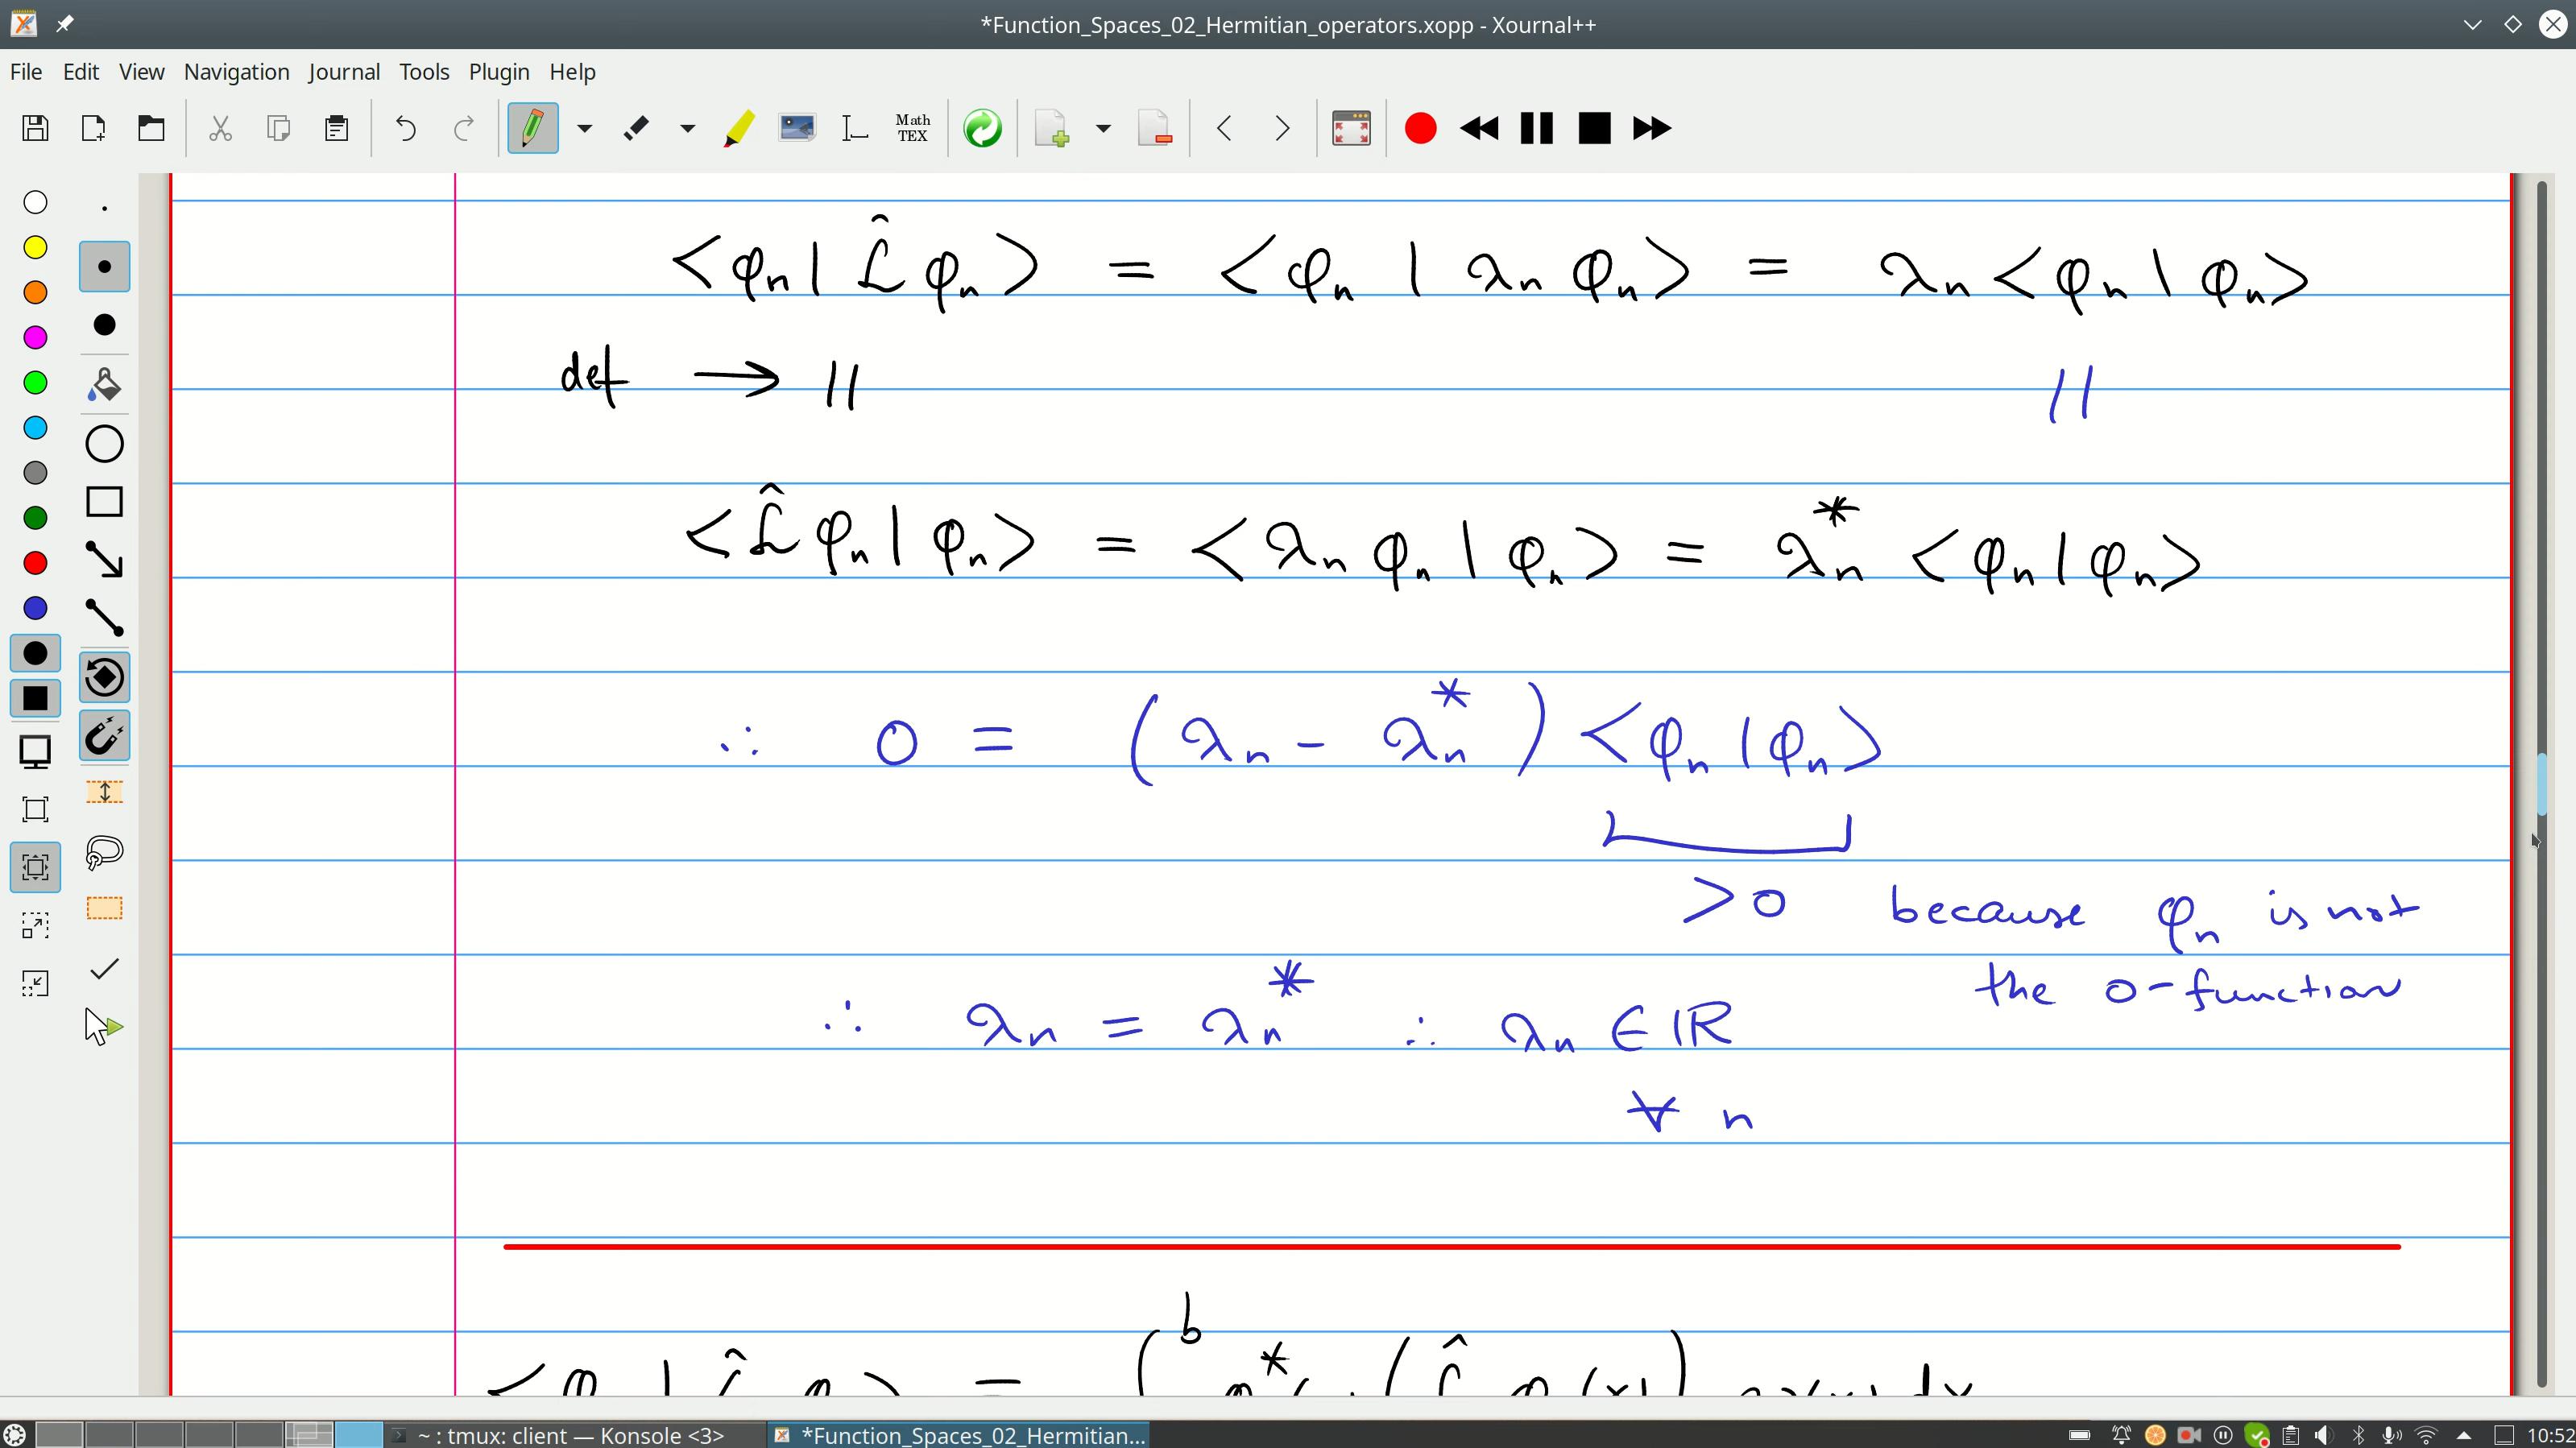 *Function_Spaces_02_Hermitian_operators.xopp - Xournal++
File Edit View Navigation Journal Tools Plugin Help
Math
TEX
<φₙ | L̂ φₙ> = <φₙ | λₙ φₙ> = λₙ <φₙ | φₙ>
def → || ||
<L̂ φₙ | φₙ> = <λₙ φₙ | φₙ> = λₙ* <φₙ | φₙ>
∴ 0 = (λₙ - λₙ*) <φₙ | φₙ>
> 0 because φₙ is not
the 0-function
∴ λₙ = λₙ* ∴ λₙ ∈ ℝ
∀ n
b
~ : tmux: client — Konsole <3>
*Function_Spaces_02_Hermitian...
10:52